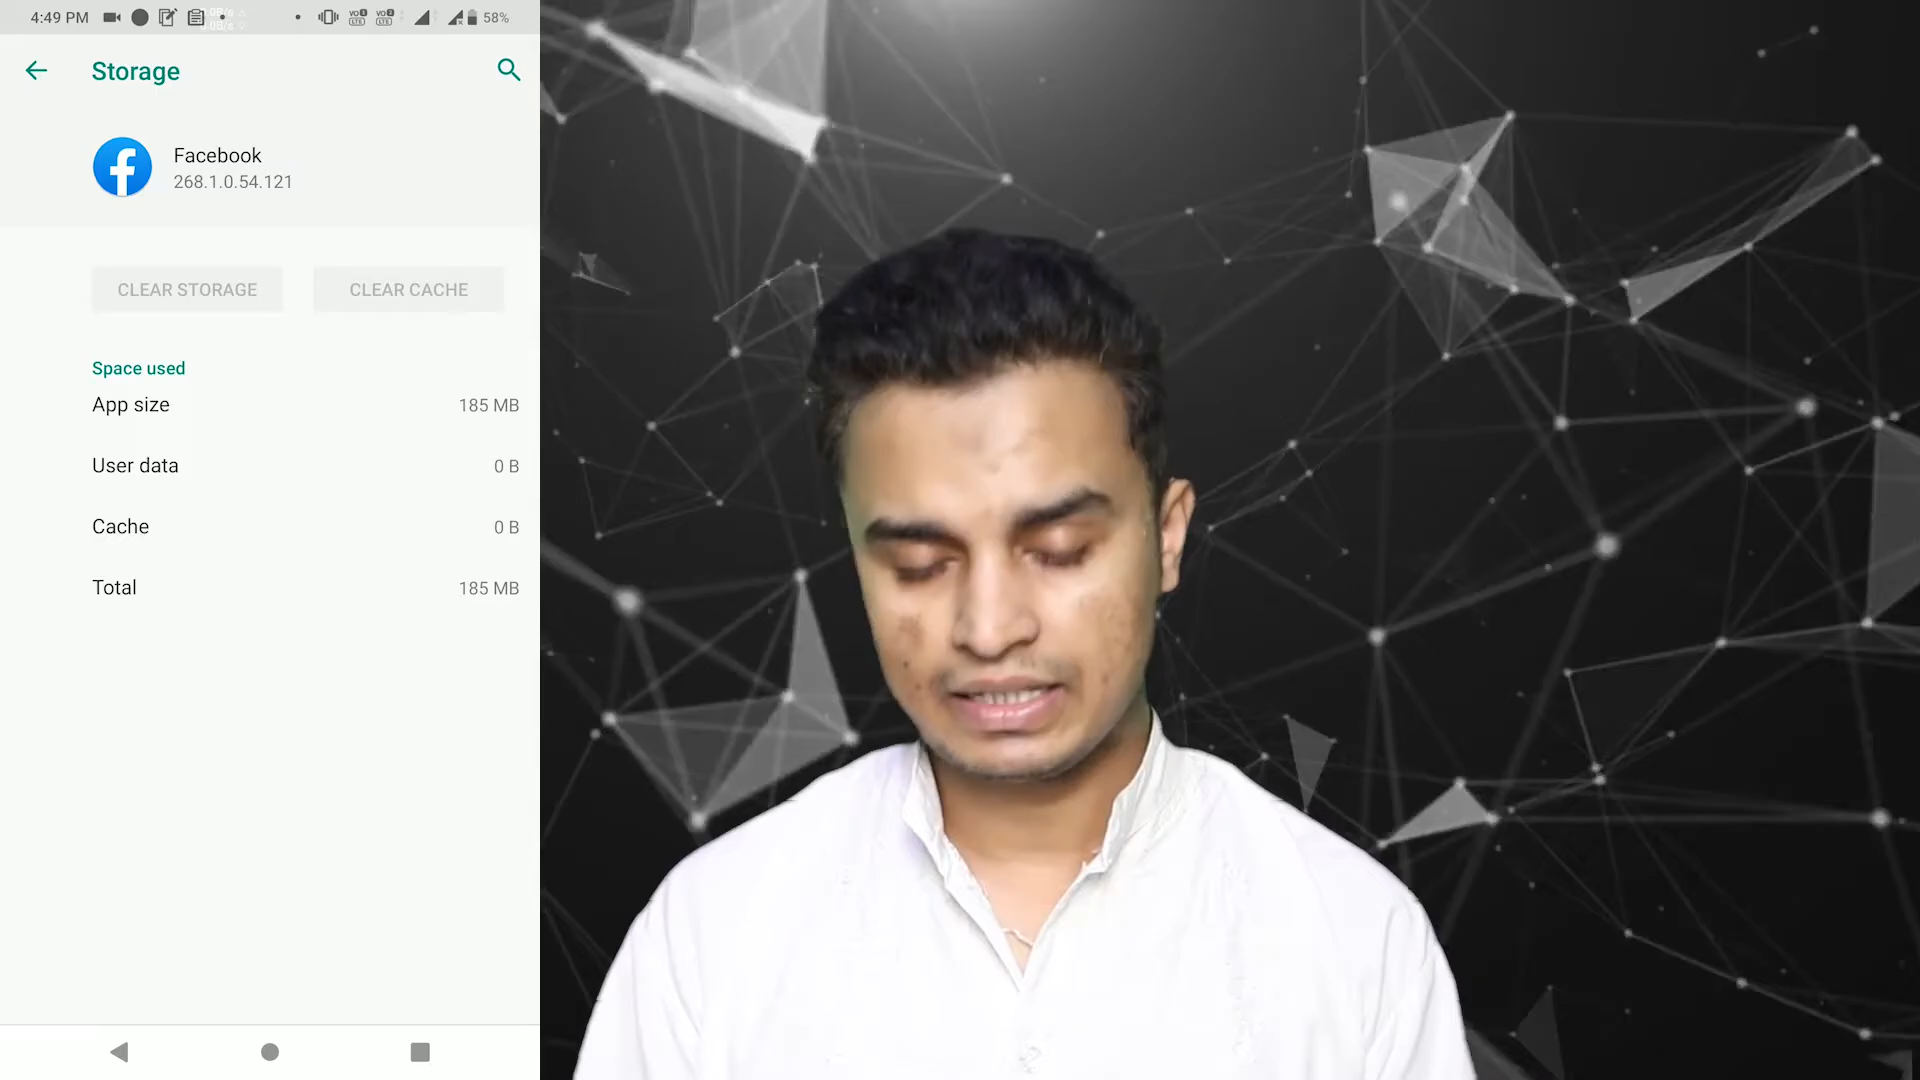 4:49 PM
58%
Storage
Facebook
268.1.0.54.121
CLEAR STORAGE
CLEAR CACHE
Space used
App size
185 MB
User data
0 B
Cache
0 B
Total
185 MB